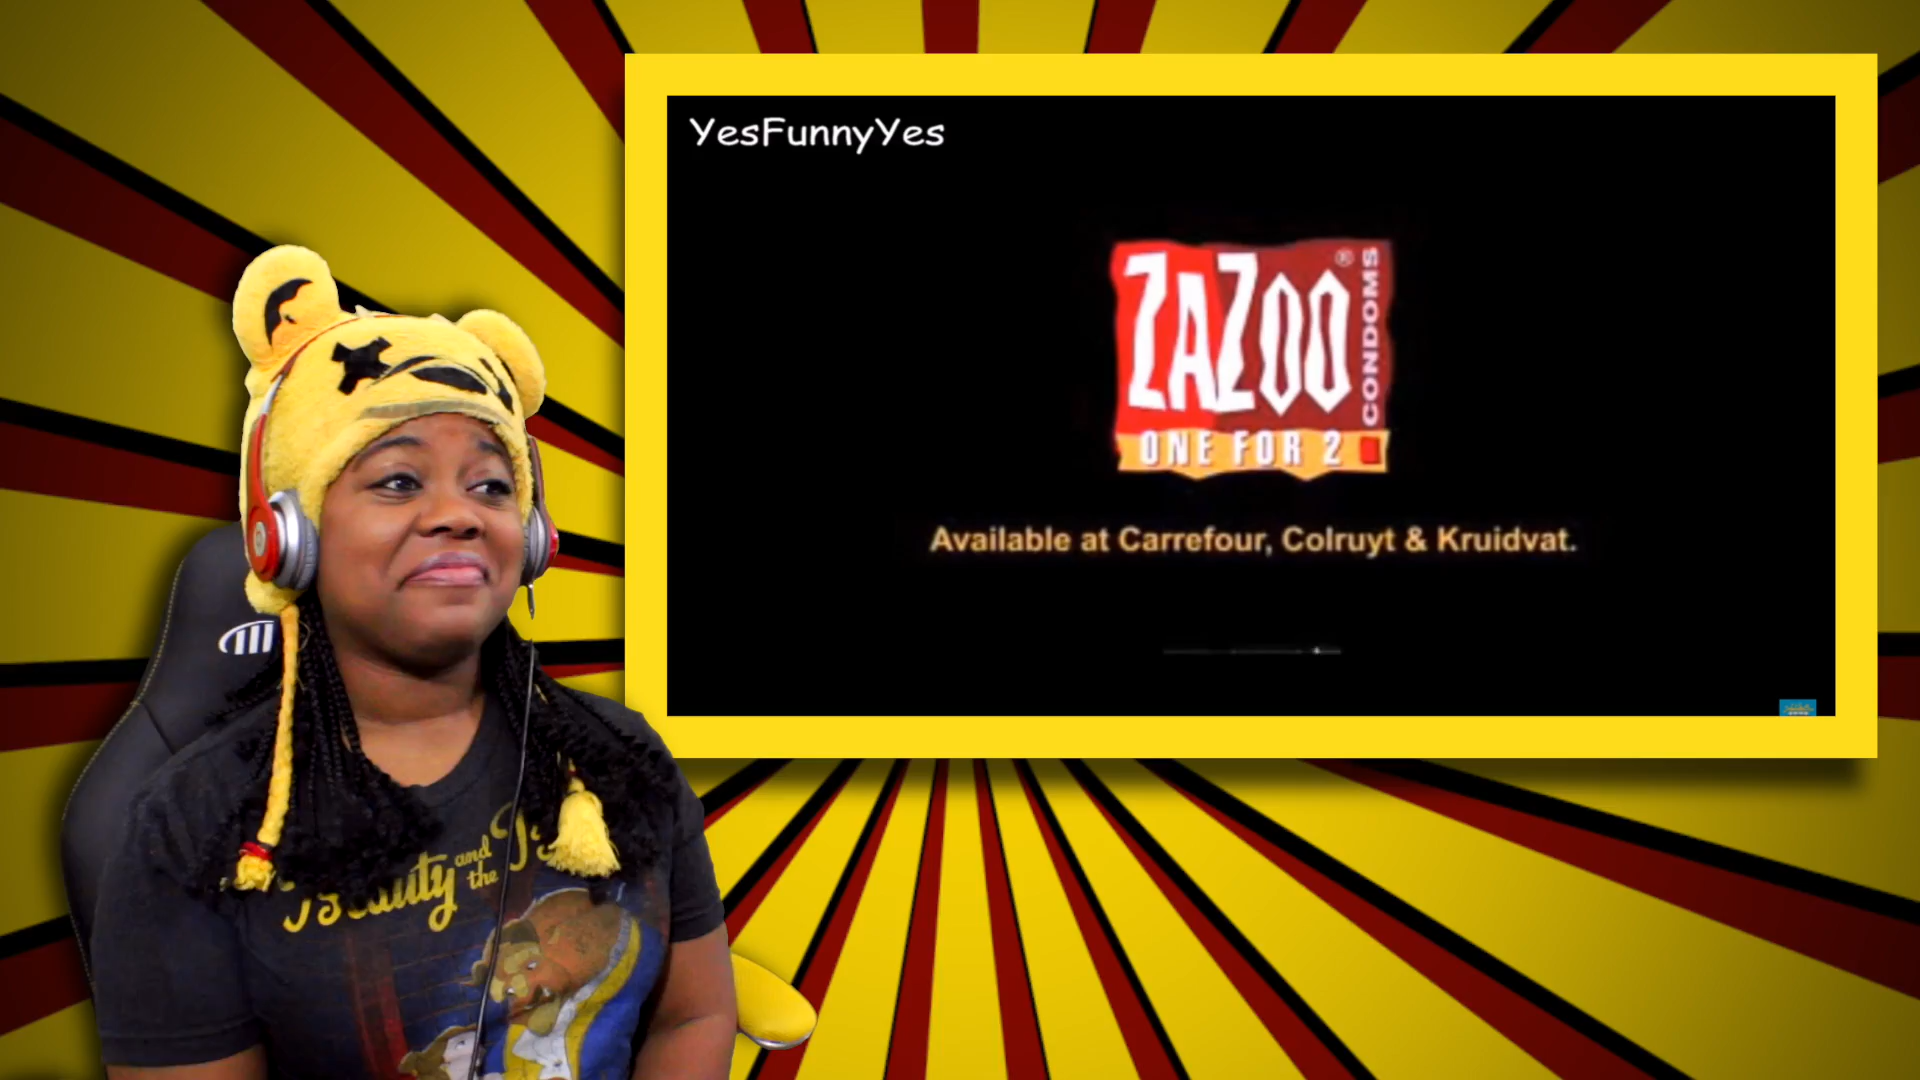 YesFunnyYes
ZAZOO®
CONDOMS
ONE FOR 2
Available at Carrefour, Colruyt & Kruidvat.
Beauty and
the